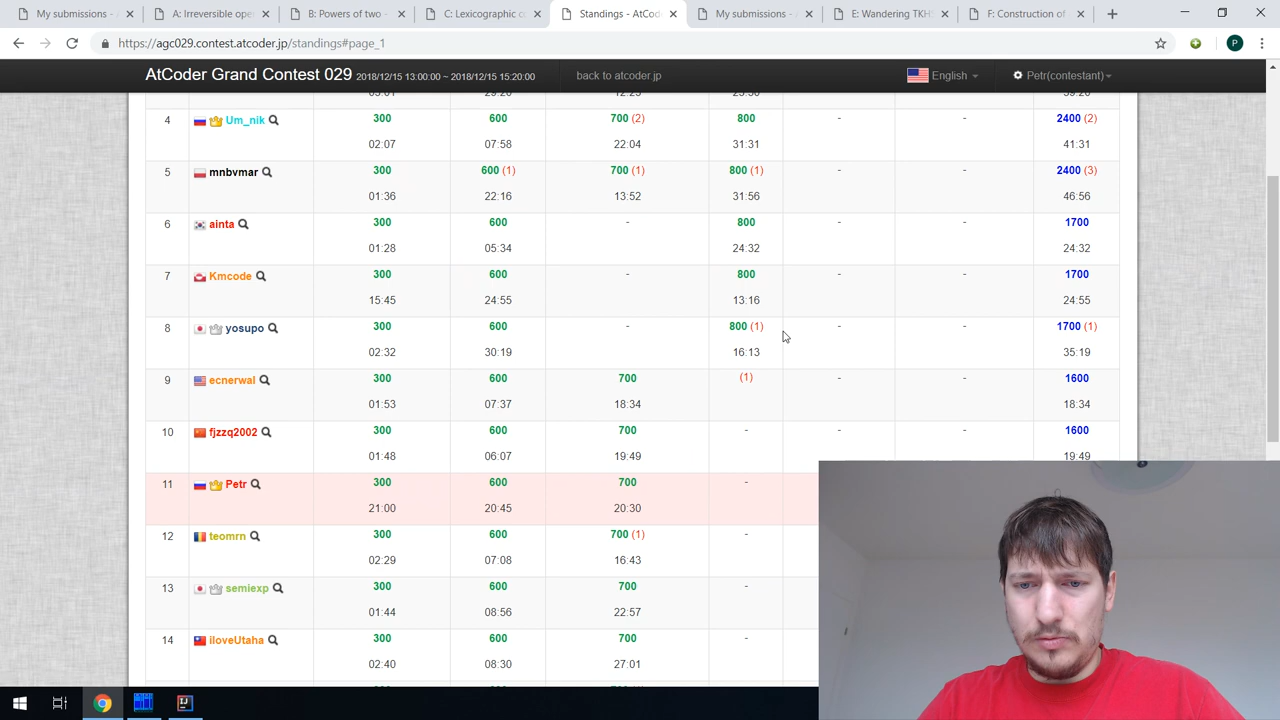 My submissions - A
A: Irreversible ope
B: Powers of two -
C: Lexicographic c
Standings - AtCod
My submissions - A
E: Wandering TKHS
F: Construction of
https://agc029.contest.atcoder.jp/standings#page_1
P
AtCoder Grand Contest 029 2018/12/15 13:00:00 ~ 2018/12/15 15:20:00 back to atcoder.jp English Petr(contestant)
4 Um_nik 300 600 700 (2) 800 - - 2400 (2)
02:07 07:58 22:04 31:31 41:31
5 mnbvmar 300 600 (1) 700 (1) 800 (1) - - 2400 (3)
01:36 22:16 13:52 31:56 46:56
6 ainta 300 600 - 800 - - 1700
01:28 05:34 24:32 24:32
7 Kmcode 300 600 - 800 - - 1700
15:45 24:55 13:16 24:55
8 yosupo 300 600 - 800 (1) - - 1700 (1)
02:32 30:19 16:13 35:19
9 ecnerwal 300 600 700 (1) - - 1600
01:53 07:37 18:34 18:34
10 fjzzq2002 300 600 700 - - - 1600
01:48 06:07 19:49 19:49
11 Petr 300 600 700 -
21:00 20:45 20:30
12 teomrn 300 600 700 (1) -
02:29 07:08 16:43
13 semiexp 300 600 700 -
01:44 08:56 22:57
14 iloveUtaha 300 600 700 -
02:40 08:30 27:01